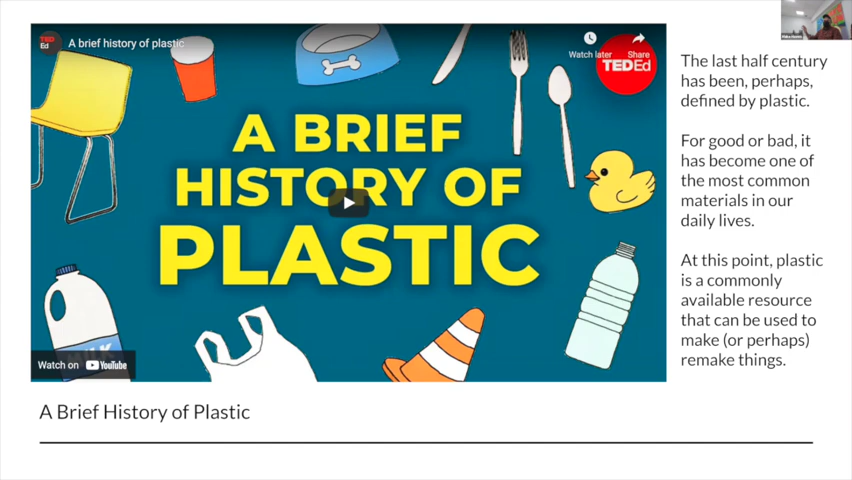 TED
Ed
A brief history of plastic
Watch later
Share
TEDEd
A BRIEF
HISTORY OF
PLASTIC
MILK
Watch on YouTube
The last half century
has been, perhaps,
defined by plastic.
For good or bad, it
has become one of
the most common
materials in our
daily lives.
At this point, plastic
is a commonly
available resource
that can be used to
make (or perhaps)
remake things.
A Brief History of Plastic